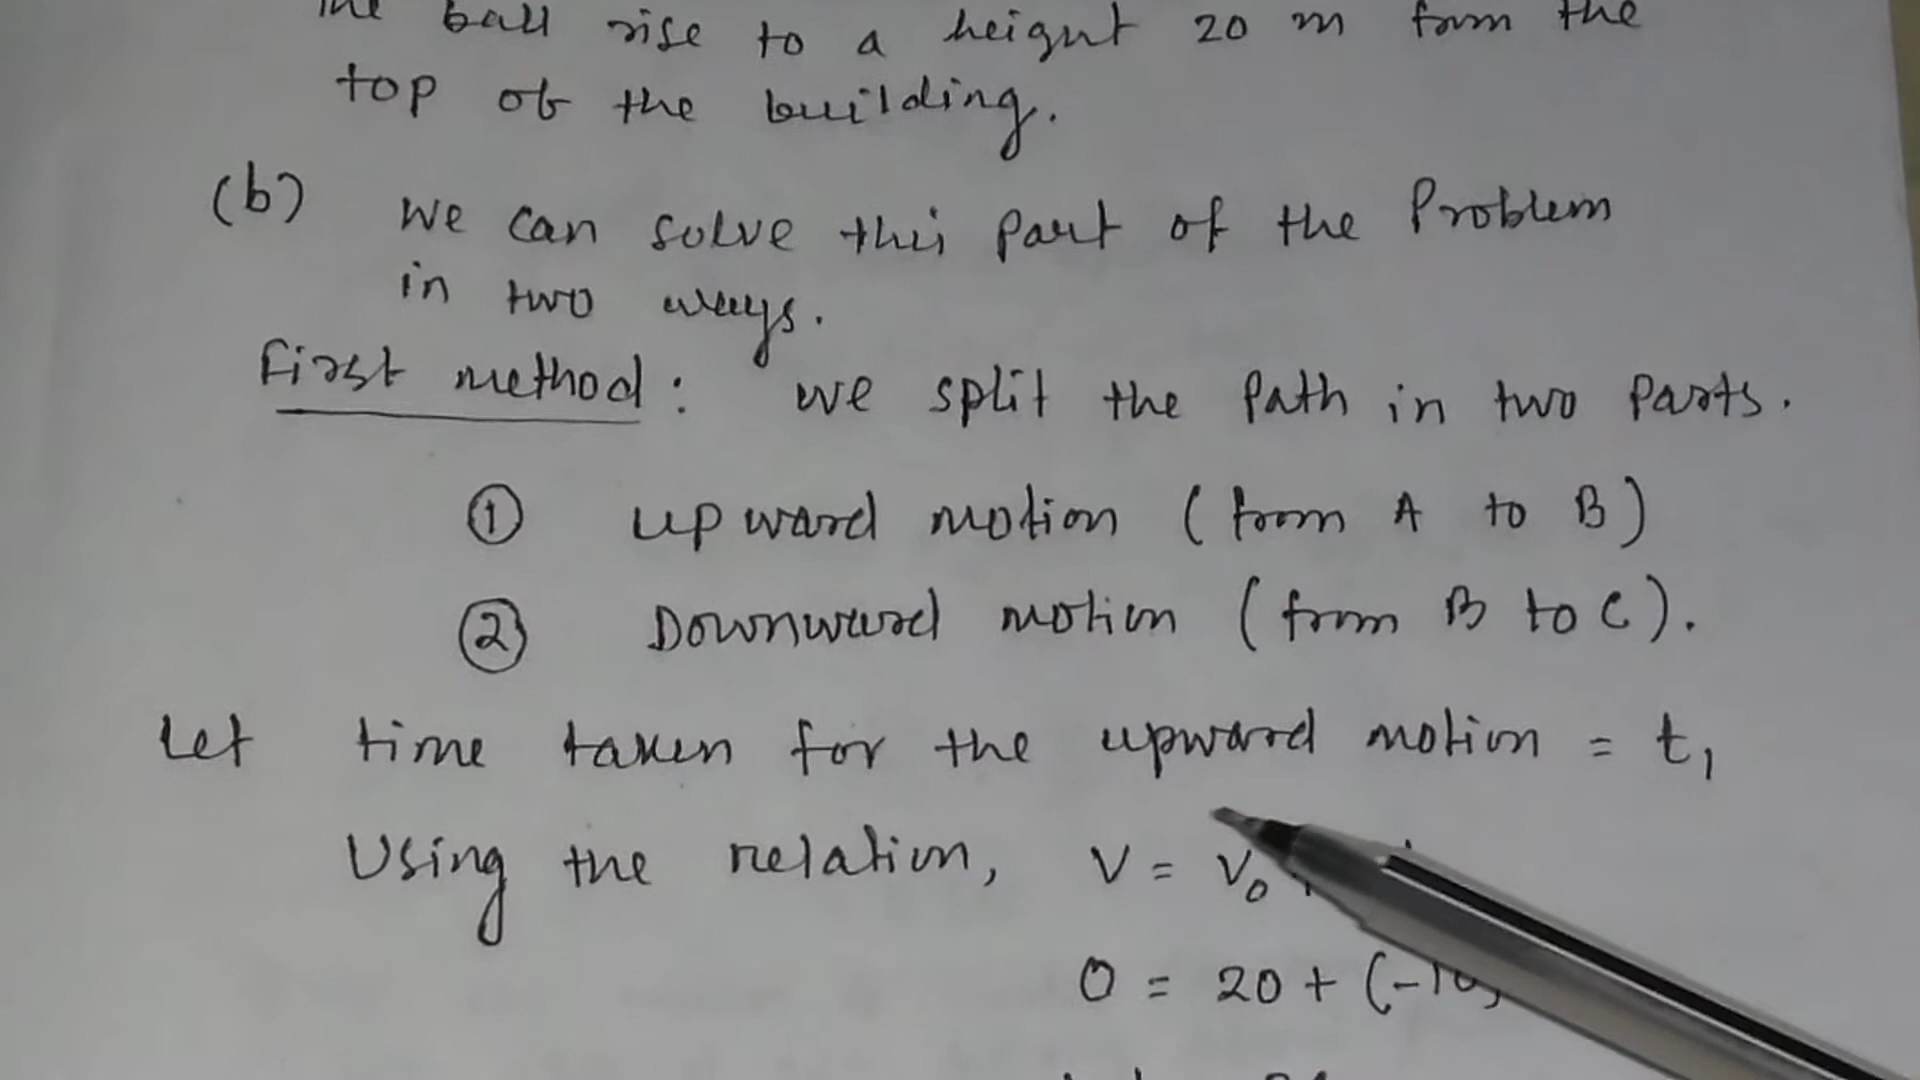 The ball rise to a height 20 m from the
top of the building.
(b) We can solve this part of the Problem
in two ways.
First method: we split the Path in two Parts.
① upward motion (from A to B)
② Downward motion (from B to C).
Let time taken for the upward motion = t₁
Using the relation, V = V₀ +
0 = 20 + (-10)